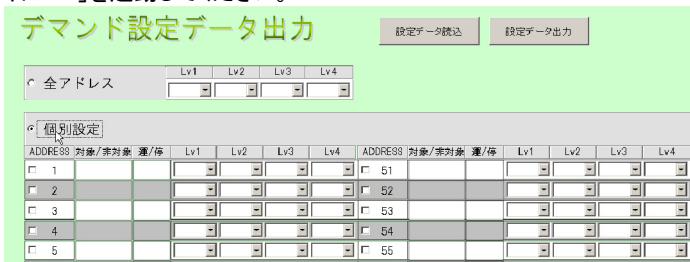 デマンド設定データ出力
設定データ読込 設定データ出力
Lv1 Lv2 Lv3 Lv4
全アドレス
個別設定
ADDRESS 対象/非対象 運/停 Lv1 Lv2 Lv3 Lv4 ADDRESS 対象/非対象 運/停 Lv1 Lv2 Lv3 Lv4
1 51
2 52
3 53
4 54
5 55